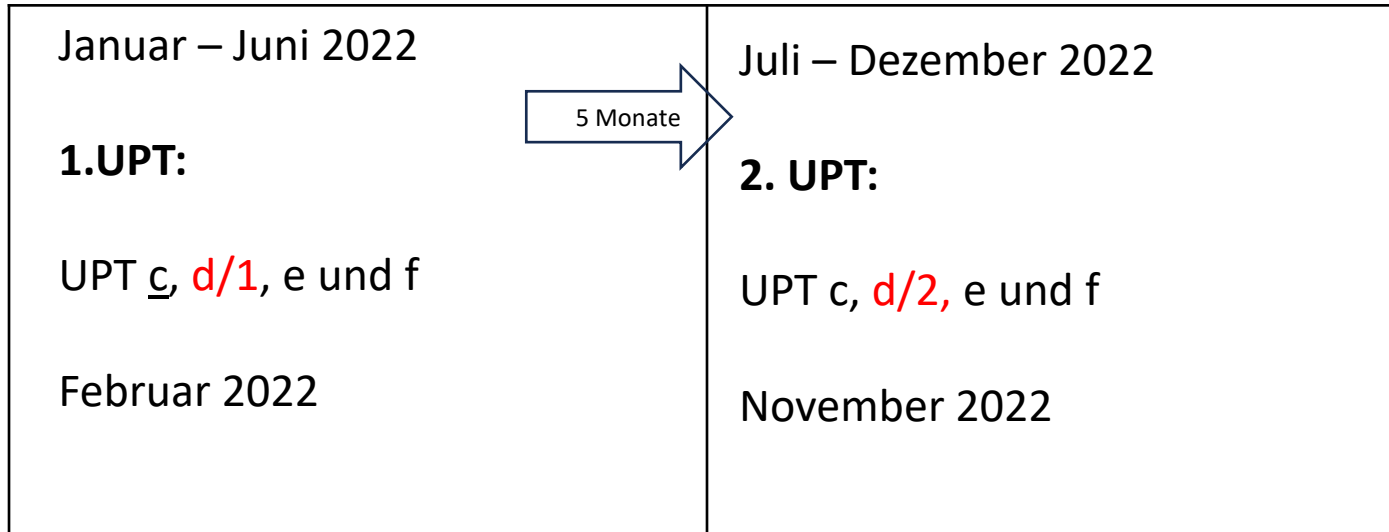 Januar – Juni 2022
1.UPT:
UPT c, d/1, e und f
Februar 2022
5 Monate
Juli – Dezember 2022
2. UPT:
UPT c, d/2, e und f
November 2022